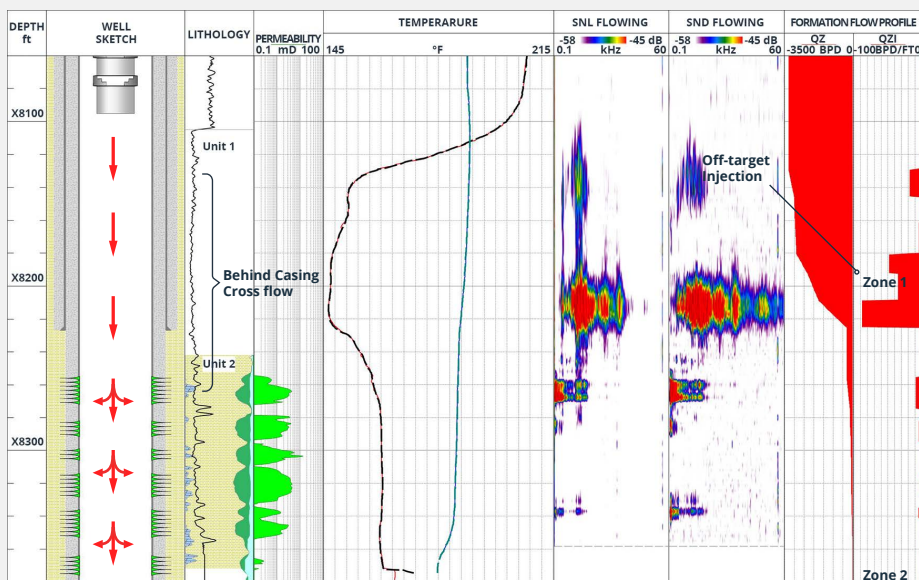 DEPTH
ft
WELL
SKETCH
LITHOLOGY
PERMEABILITY
0.1 mD 100
TEMPERARURE
145 °F 215
SNL FLOWING
-58 -45 dB
0.1 kHz 60
SND FLOWING
-58 -45 dB
0.1 kHz 60
FORMATION FLOW PROFILE
QZ QZI
-3500 BPD 0 -100BPD/FT0
X8100
Unit 1
Off-target
Injection
X8200
Behind Casing
Cross flow
Zone 1
Unit 2
X8300
Zone 2